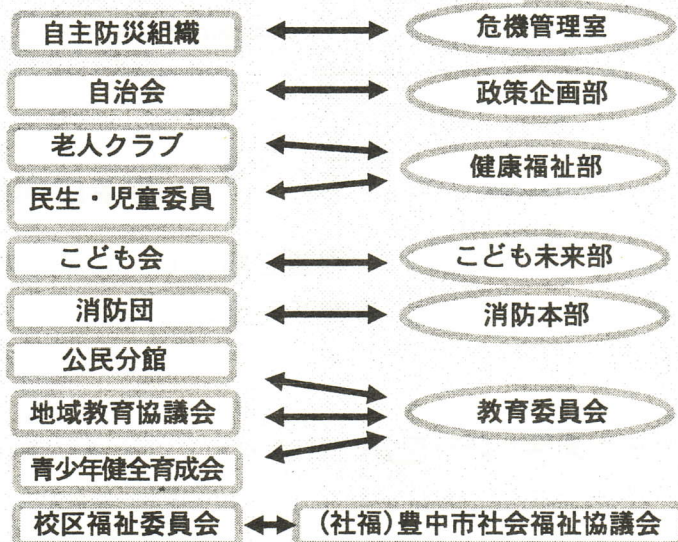 自主防災組織
危機管理室
自治会
政策企画部
老人クラブ
健康福祉部
民生・児童委員
こども会
こども未来部
消防団
消防本部
公民分館
地域教育協議会
教育委員会
青少年健全育成会
校区福祉委員会
(社福)豊中市社会福祉協議会